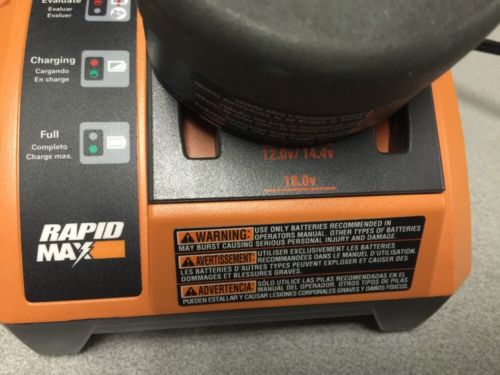 Evaluate
Evaluar
Évaluer
Charging
Cargando
En charge
Full
Completo
Charge max.
RAPID
MAX
12.0v/ 14.4v
18.0v
WARNING: USE ONLY BATTERIES RECOMMENDED IN
OPERATORS MANUAL. OTHER TYPES OF BATTERIES
MAY BURST CAUSING SERIOUS PERSONAL INJURY AND DAMAGE.
AVERTISSEMENT: UTILISER EXCLUSIVEMENT LES BATTERIES
RECOMMANDÉES DANS LE MANUEL D'UTILISATION.
LES BATTERIES D'AUTRES TYPES PEUVENT EXPLOSER ET CAUSER DES
DOMMAGES ET BLESSURES GRAVES.
ADVERTENCIA: SÓLO UTILICE LAS PILAS RECOMENDADAS EN EL
MANUAL DEL OPERADOR. OTROS TIPOS DE PILAS
PUEDEN ESTALLAR Y CAUSAR LESIONES CORPORALES GRAVES Y DAÑOS FÍSICOS.